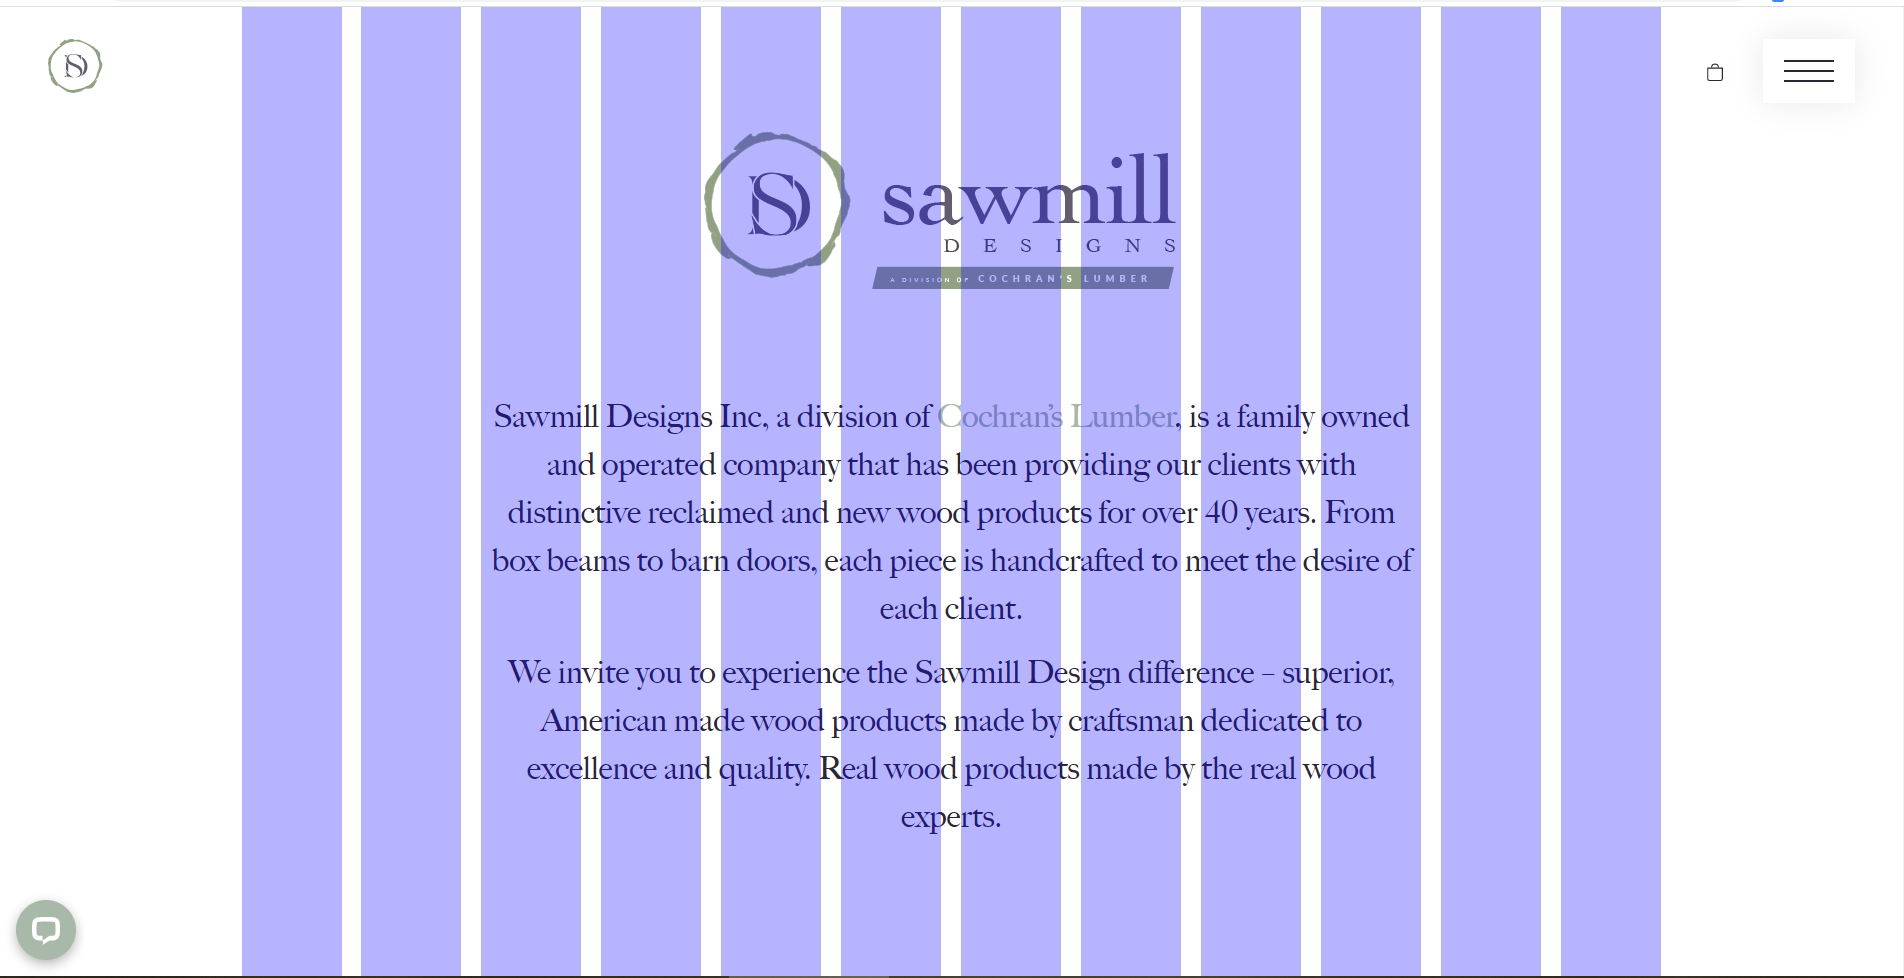 SD
SD
sawmill
DESIGNS
A DIVISION OF COCHRAN'S LUMBER
Sawmill Designs Inc, a division of Cochran's Lumber, is a family owned
and operated company that has been providing our clients with
distinctive reclaimed and new wood products for over 40 years. From
box beams to barn doors, each piece is handcrafted to meet the desire of
each client.
We invite you to experience the Sawmill Design difference – superior,
American made wood products made by craftsman dedicated to
excellence and quality. Real wood products made by the real wood
experts.